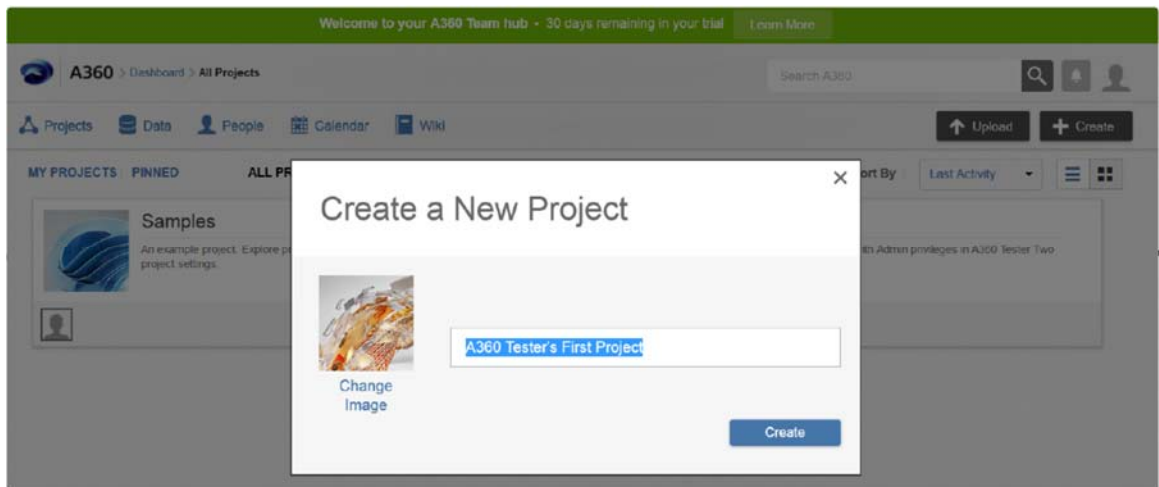 Welcome to your A360 Team hub • 30 days remaining in your trial Learn More
A360 > Dashboard > All Projects Search A360
Projects Data People Calendar Wiki Upload Create
MY PROJECTS PINNED ALL PR ort By Last Activity
Create a New Project
Samples
An example project. Explore pr ith Admin privileges in A360 Tester Two
project settings.
A360 Tester's First Project
Change
Image
Create